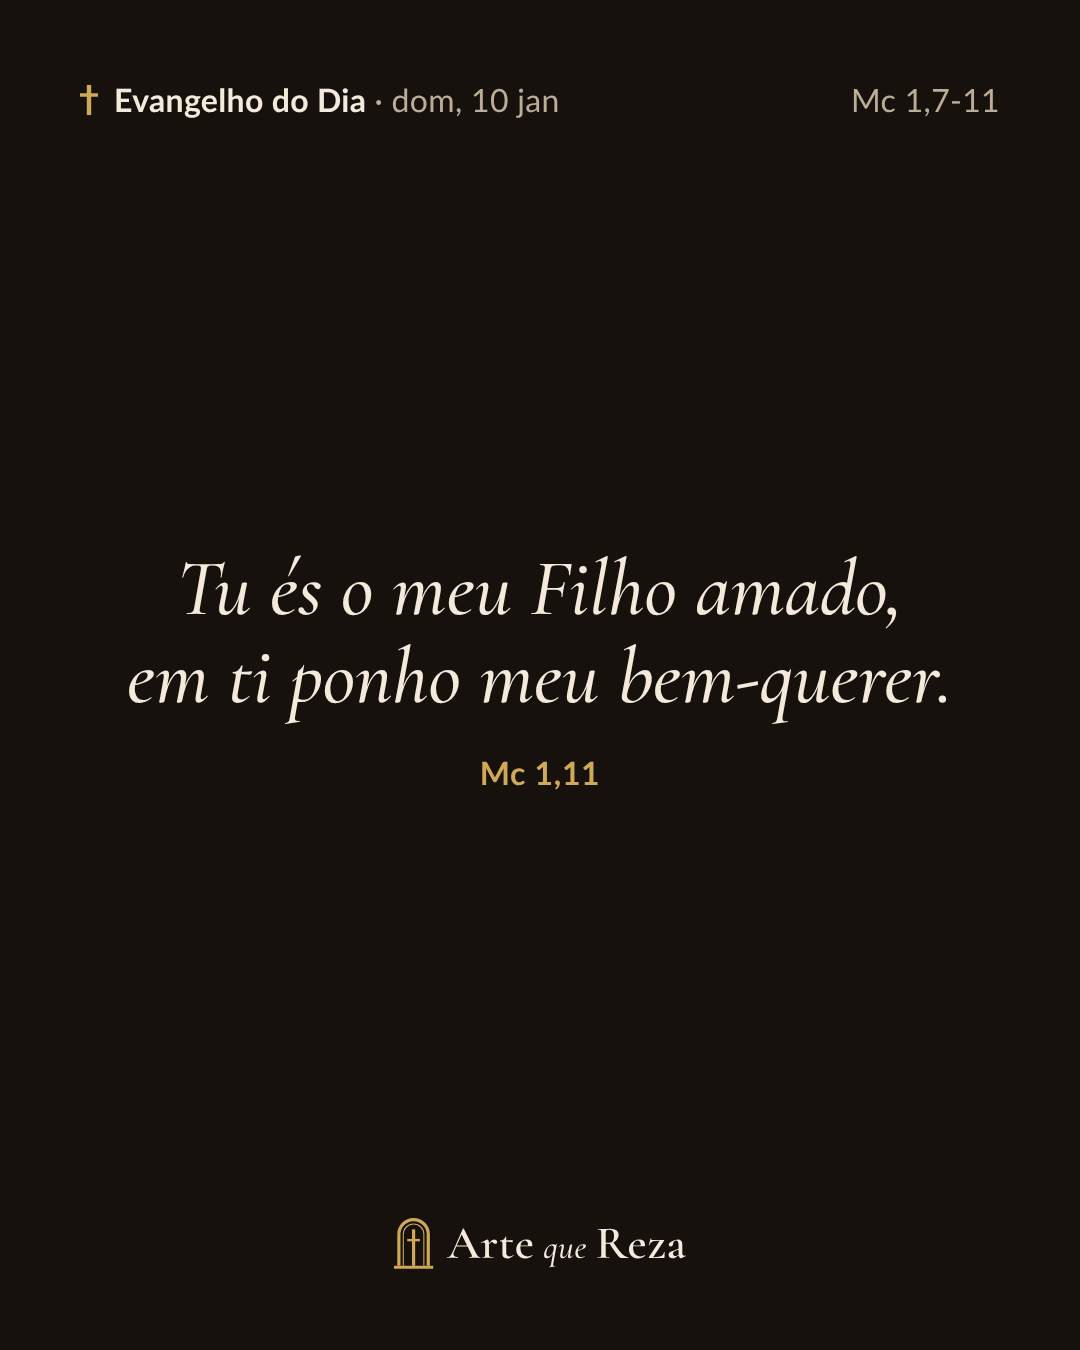 Evangelho do Dia · dom, 10 jan
Mc 1,7-11
Tu és o meu Filho amado,
em ti ponho meu bem-querer.
Mc 1,11
Arte que Reza